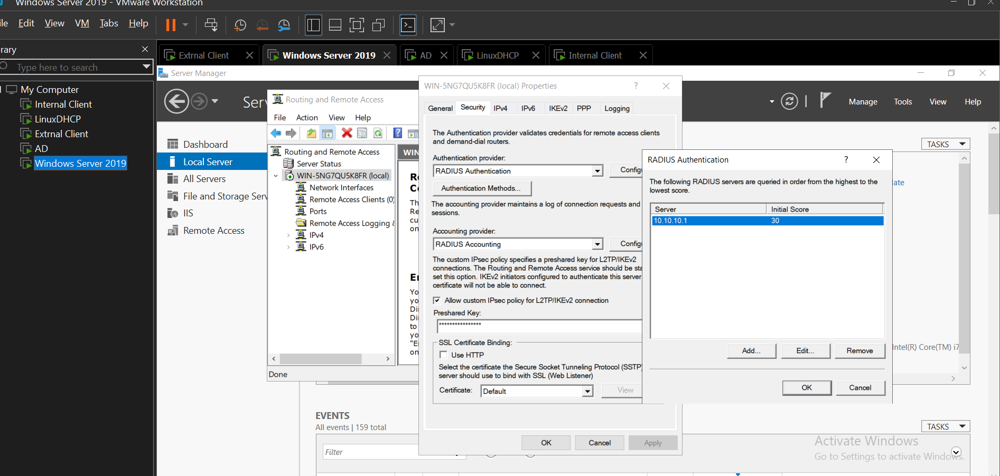 Windows Server 2019 - VMware Workstation
ile Edit View VM Tabs Help
rary
Type here to search
My Computer
Internal Client
LinuxDHCP
Extrnal Client
AD
Windows Server 2019
Extrnal Client Windows Server 2019 AD LinuxDHCP Internal Client
Server Manager
Serv
Manage Tools View Help
Dashboard
Local Server
All Servers
File and Storage Serv
IIS
Remote Access
Routing and Remote Access
File Action View Help
Routing and Remote Access
Server Status
WIN-5NG7QU5K8FR (local)
Network Interfaces
Remote Access Clients (0)
Ports
Remote Access Logging &
IPv4
IPv6
Done
WIN
Ro
Co
Th
Re
cu
on
Er
Yo
yo
Di
Di
to
yo
"E
on
WIN-5NG7QU5K8FR (local) Properties ?
General Security IPv4 IPv6 IKEv2 PPP Logging
The Authentication provider validates credentials for remote access clients
and demand-dial routers.
Authentication provider:
RADIUS Authentication Configu
Authentication Methods...
The accounting provider maintains a log of connection requests and
sessions.
Accounting provider:
RADIUS Accounting Configu
The custom IPsec policy specifies a preshared key for L2TP/IKEv2
connections. The Routing and Remote Access service should be sta
set this option. IKEv2 initiators configured to authenticate this server
certificate will not be able to connect.
Allow custom IPsec policy for L2TP/IKEv2 connection
Preshared Key:
****************
SSL Certificate Binding:
Use HTTP
Select the certificate the Secure Socket Tunneling Protocol (SSTP)
server should use to bind with SSL (Web Listener)
Certificate: Default View
OK Cancel Apply
RADIUS Authentication ?
The following RADIUS servers are queried in order from the highest to the
lowest score.
Server Initial Score
10.10.10.1 30
Add... Edit... Remove
OK Cancel
TASKS
late
Intel(R) Core(TM) i7
EVENTS
All events | 159 total
TASKS
Filter
Activate Windows
Go to Settings to activate Windows.